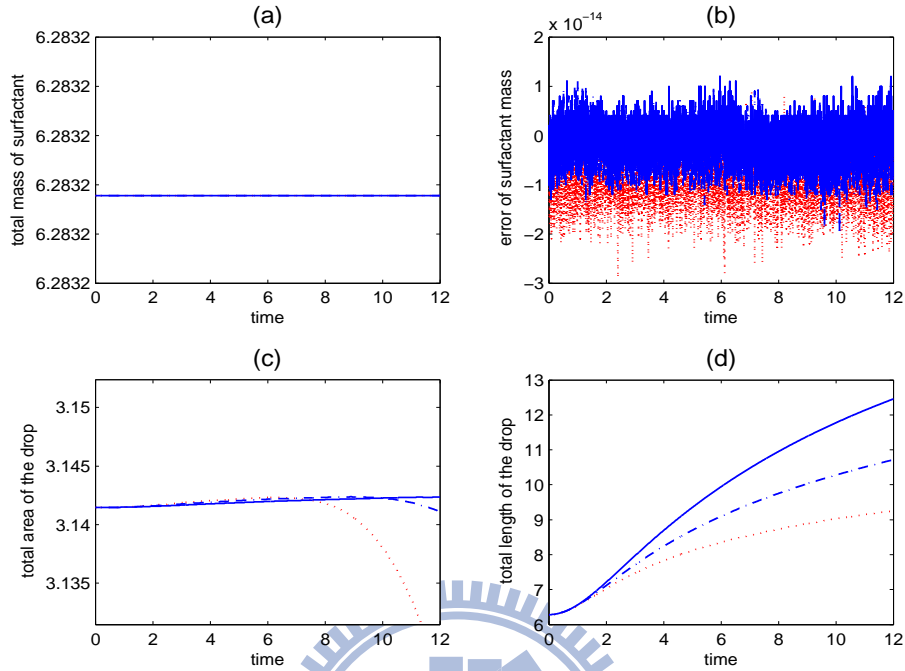 (a)
total mass of surfactant
6.2832
6.2832
6.2832
6.2832
6.2832
6.2832
0 2 4 6 8 10 12
time
(b)
x 10−14
error of surfactant mass
2
1
0
−1
−2
−3
0 2 4 6 8 10 12
time
(c)
total area of the drop
3.15
3.145
3.14
3.135
0 2 4 6 8 10 12
time
(d)
total length of the drop
13
12
11
10
9
8
7
6
0 2 4 6 8 10 12
time